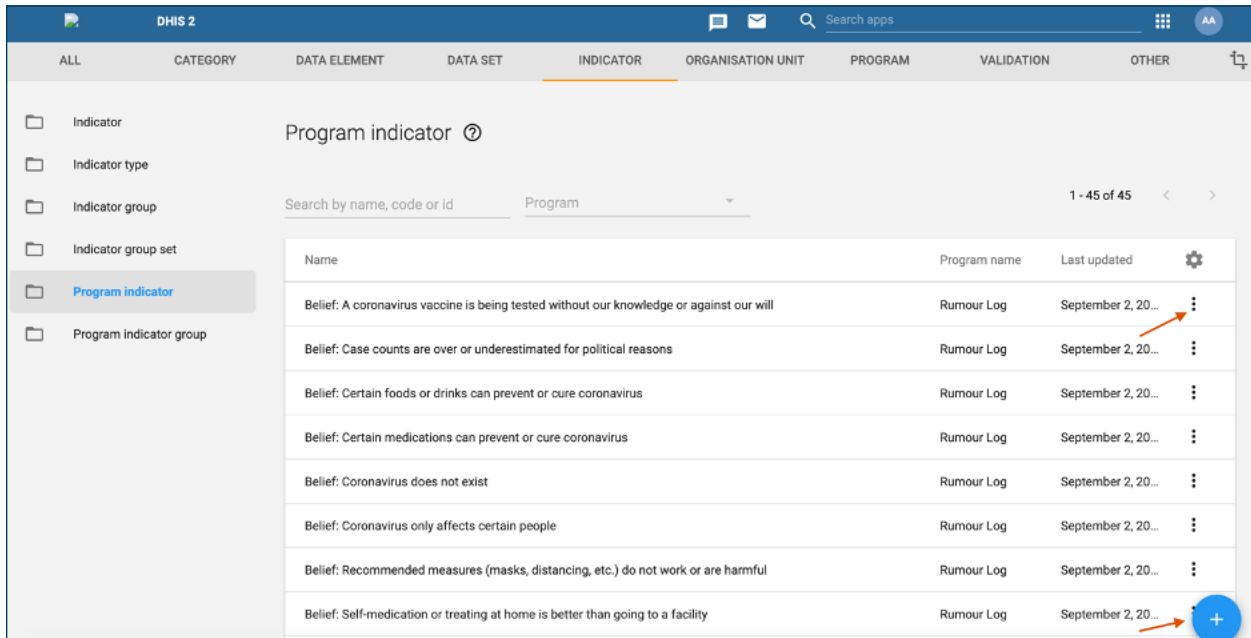 DHIS 2
Search apps
AA
ALL CATEGORY DATA ELEMENT DATA SET INDICATOR ORGANISATION UNIT PROGRAM VALIDATION OTHER
Indicator
Indicator type
Indicator group
Indicator group set
Program indicator
Program indicator group
Program indicator
Search by name, code or id Program 1 - 45 of 45
Name Program name Last updated
Belief: A coronavirus vaccine is being tested without our knowledge or against our will Rumour Log September 2, 20...
Belief: Case counts are over or underestimated for political reasons Rumour Log September 2, 20...
Belief: Certain foods or drinks can prevent or cure coronavirus Rumour Log September 2, 20...
Belief: Certain medications can prevent or cure coronavirus Rumour Log September 2, 20...
Belief: Coronavirus does not exist Rumour Log September 2, 20...
Belief: Coronavirus only affects certain people Rumour Log September 2, 20...
Belief: Recommended measures (masks, distancing, etc.) do not work or are harmful Rumour Log September 2, 20...
Belief: Self-medication or treating at home is better than going to a facility Rumour Log September 2, 20...